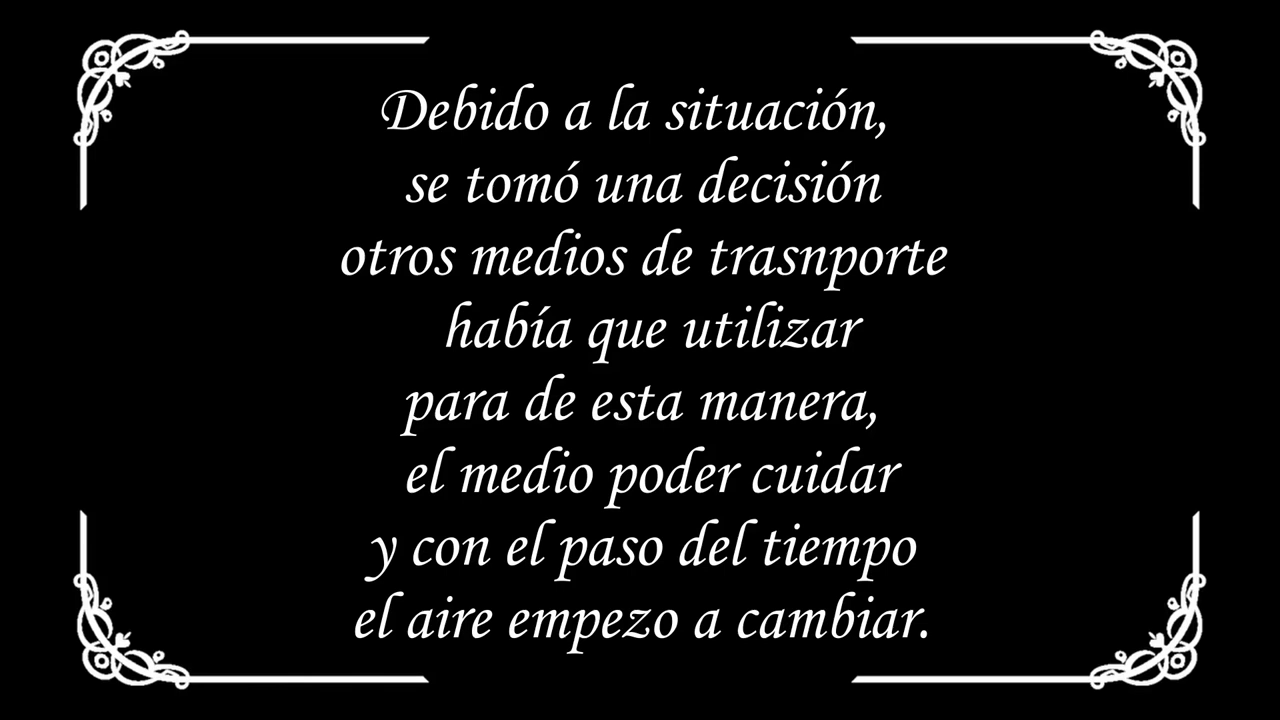 Debido a la situación,
se tomó una decisión
otros medios de trasnporte
había que utilizar
para de esta manera,
el medio poder cuidar
y con el paso del tiempo
el aire empezo a cambiar.